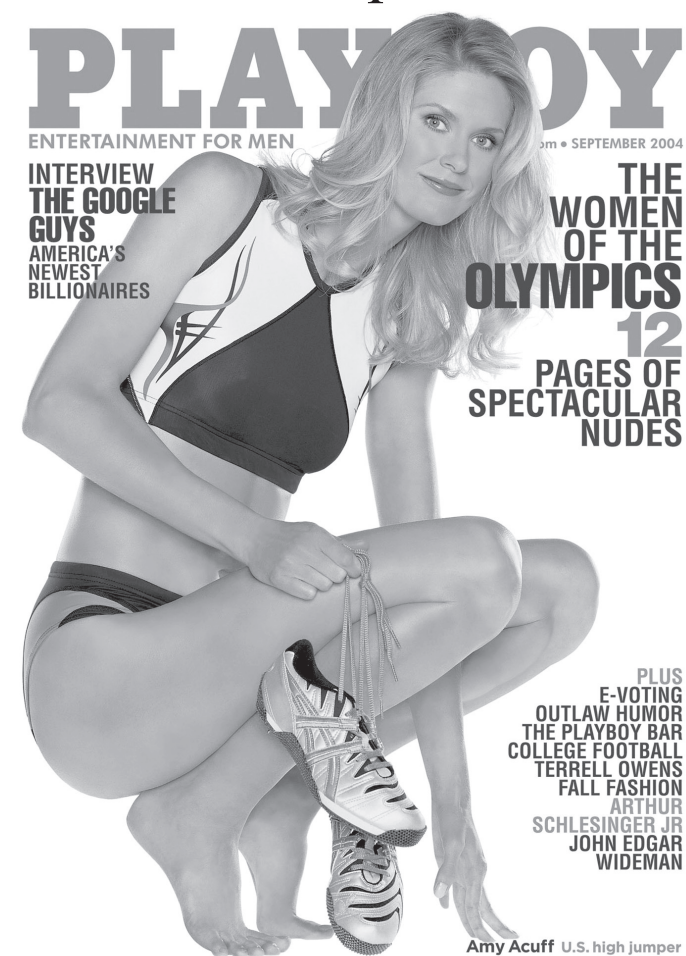 PLAYBOY
ENTERTAINMENT FOR MEN
om • SEPTEMBER 2004
INTERVIEW
THE GOOGLE
GUYS
AMERICA'S
NEWEST
BILLIONAIRES
THE
WOMEN
OF THE
OLYMPICS
12
PAGES OF
SPECTACULAR
NUDES
PLUS
E-VOTING
OUTLAW HUMOR
THE PLAYBOY BAR
COLLEGE FOOTBALL
TERRELL OWENS
FALL FASHION
ARTHUR
SCHLESINGER JR
JOHN EDGAR
WIDEMAN
Amy Acuff U.S. high jumper